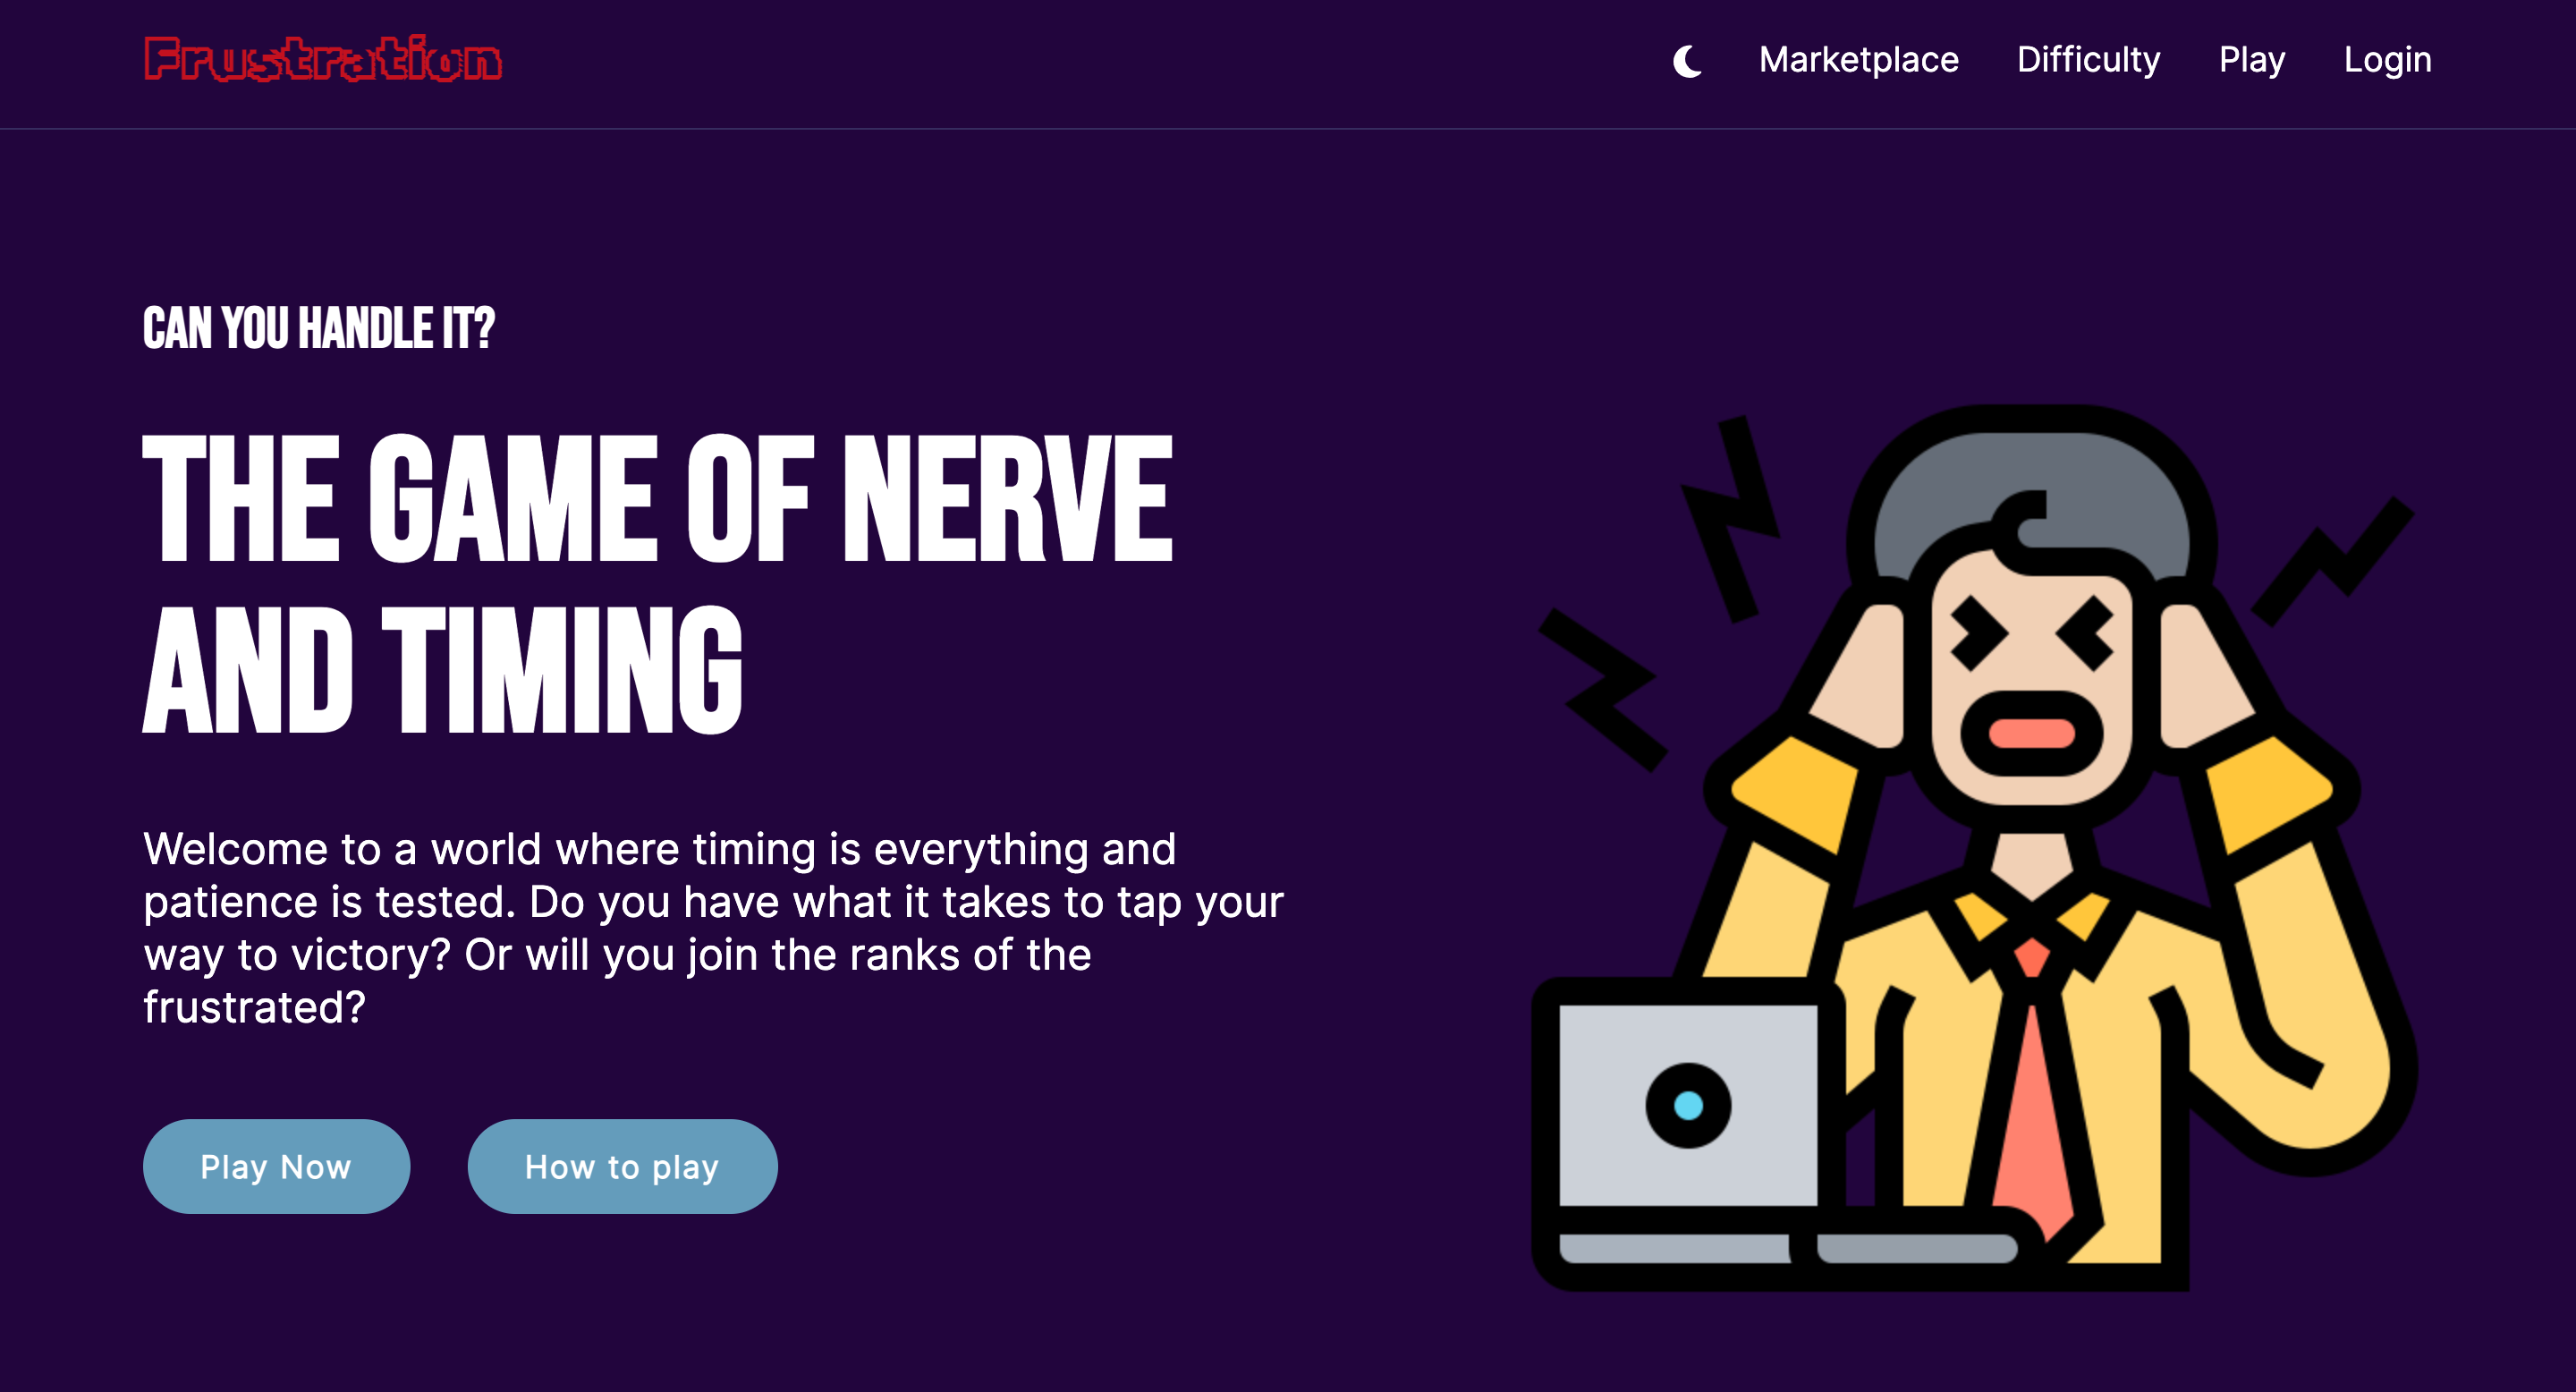 Frustration
Marketplace Difficulty Play Login
CAN YOU HANDLE IT?
THE GAME OF NERVE
AND TIMING
Welcome to a world where timing is everything and
patience is tested. Do you have what it takes to tap your
way to victory? Or will you join the ranks of the
frustrated?
Play Now How to play